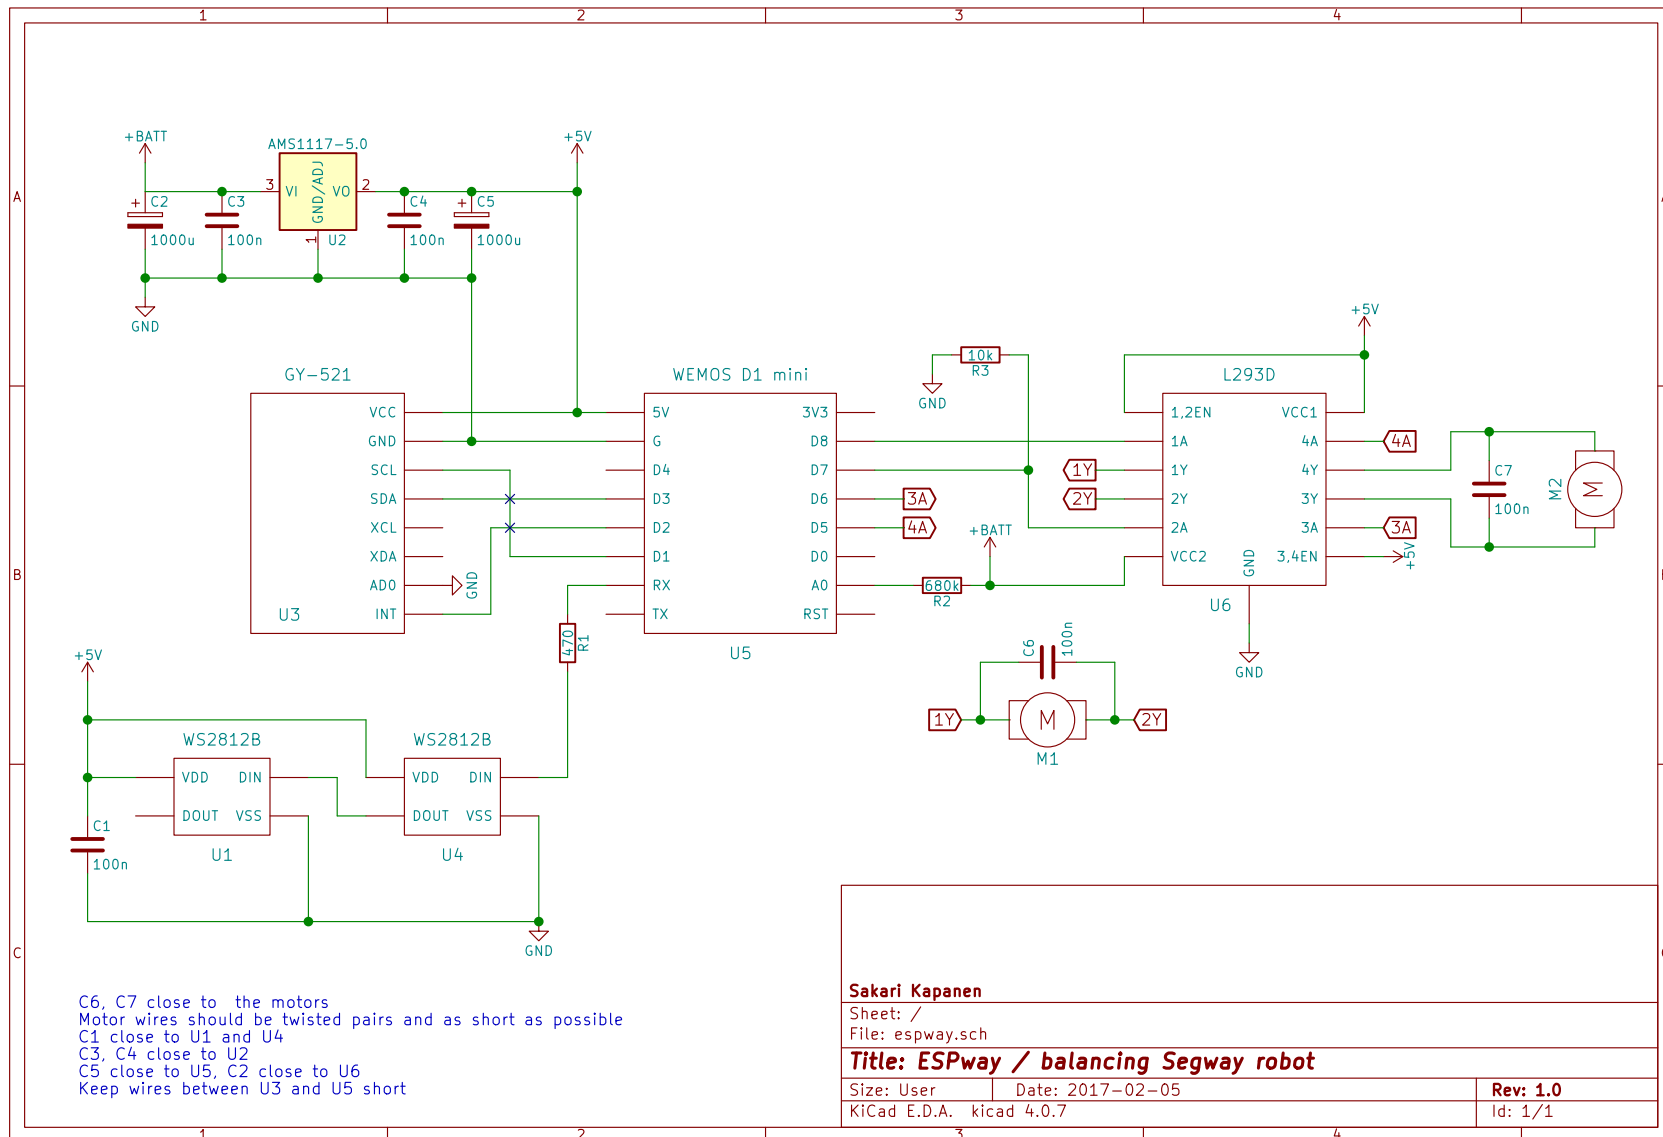 1 2 3 4
A
B
C
+BATT
AMS1117-5.0
+5V
3 VI GND/ADJ VO 2
1 U2
+ C2
1000u
C3
100n
C4
100n
+ C5
1000u
GND
GY-521
VCC
GND
SCL
SDA
XCL
XDA
AD0
INT
U3
GND
WEMOS D1 mini
5V 3V3
G D8
D4 D7
D3 D6
D2 D5
D1 D0
RX A0
TX RST
U5
10k
R3
GND
3A
4A
+BATT
680k
R2
1Y
2Y
+5V
L293D
1,2EN VCC1
1A 4A
1Y 4Y
2Y 3Y
2A 3A
VCC2 GND 3,4EN
U6
GND
4A
3A
+5V
C7
100n
M2
M
470
R1
C6
100n
1Y M 2Y
M1
+5V
WS2812B
VDD DIN
DOUT VSS
U1
WS2812B
VDD DIN
DOUT VSS
U4
C1
100n
GND
C6, C7 close to  the motors
Motor wires should be twisted pairs and as short as possible
C1 close to U1 and U4
C3, C4 close to U2
C5 close to U5, C2 close to U6
Keep wires between U3 and U5 short
Sakari Kapanen
Sheet: /
File: espway.sch
Title: ESPway / balancing Segway robot
Size: User Date: 2017-02-05 Rev: 1.0
KiCad E.D.A. kicad 4.0.7 Id: 1/1
1 2 3 4